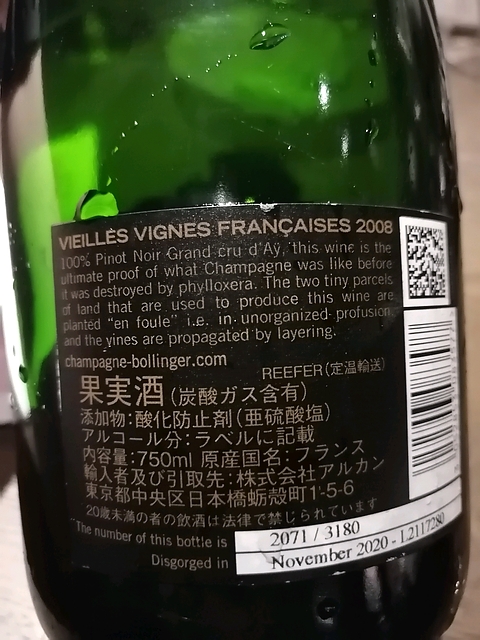 VIEILLES VIGNES FRANÇAISES 2008
100% Pinot Noir Grand cru d'Aÿ, this wine is the
ultimate proof of what Champagne was like before
it was destroyed by phylloxera. The two tiny parcels
of land that are used to produce this wine are
planted "en foule" i.e. in unorganized profusion,
and the vines are propagated by layering.
champagne-bollinger.com
REEFER(定温輸送)
果実酒(炭酸ガス含有)
添加物:酸化防止剤(亜硫酸塩)
アルコール分:ラベルに記載
内容量:750ml 原産国名:フランス
輸入者及び引取先:株式会社アルカン
東京都中央区日本橋蛎殻町1-5-6
20歳未満の者の飲酒は法律で禁じられています
The number of this bottle is 2071 / 3180
Disgorged in November 2020 - L2117280